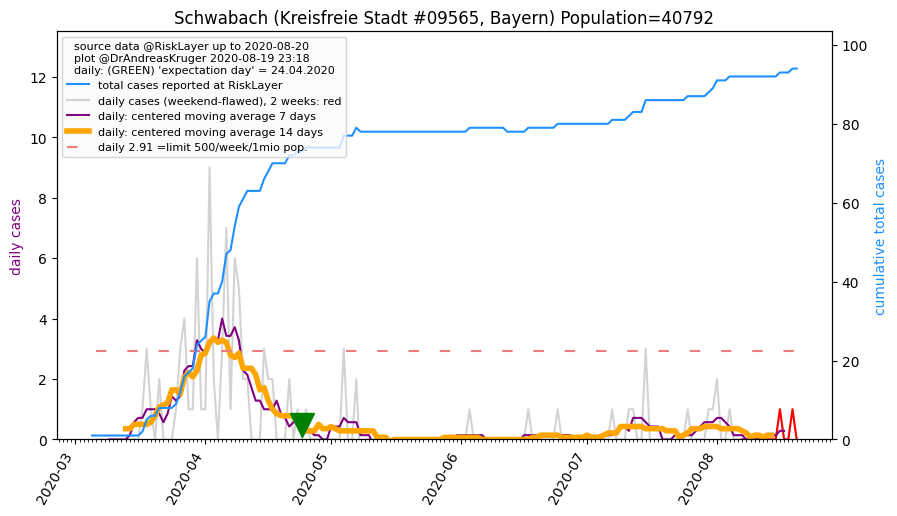 Schwabach (Kreisfreie Stadt #09565, Bayern) Population=40792
source data @RiskLayer up to 2020-08-20
plot @DrAndreasKruger 2020-08-19 23:18
daily: (GREEN) 'expectation day' = 24.04.2020
total cases reported at RiskLayer
daily cases (weekend-flawed), 2 weeks: red
daily: centered moving average 7 days
daily: centered moving average 14 days
daily 2.91 =limit 500/week/1mio pop.
daily cases
12
10
8
6
4
2
0
cumulative total cases
100
80
60
40
20
0
2020-03
2020-04
2020-05
2020-06
2020-07
2020-08